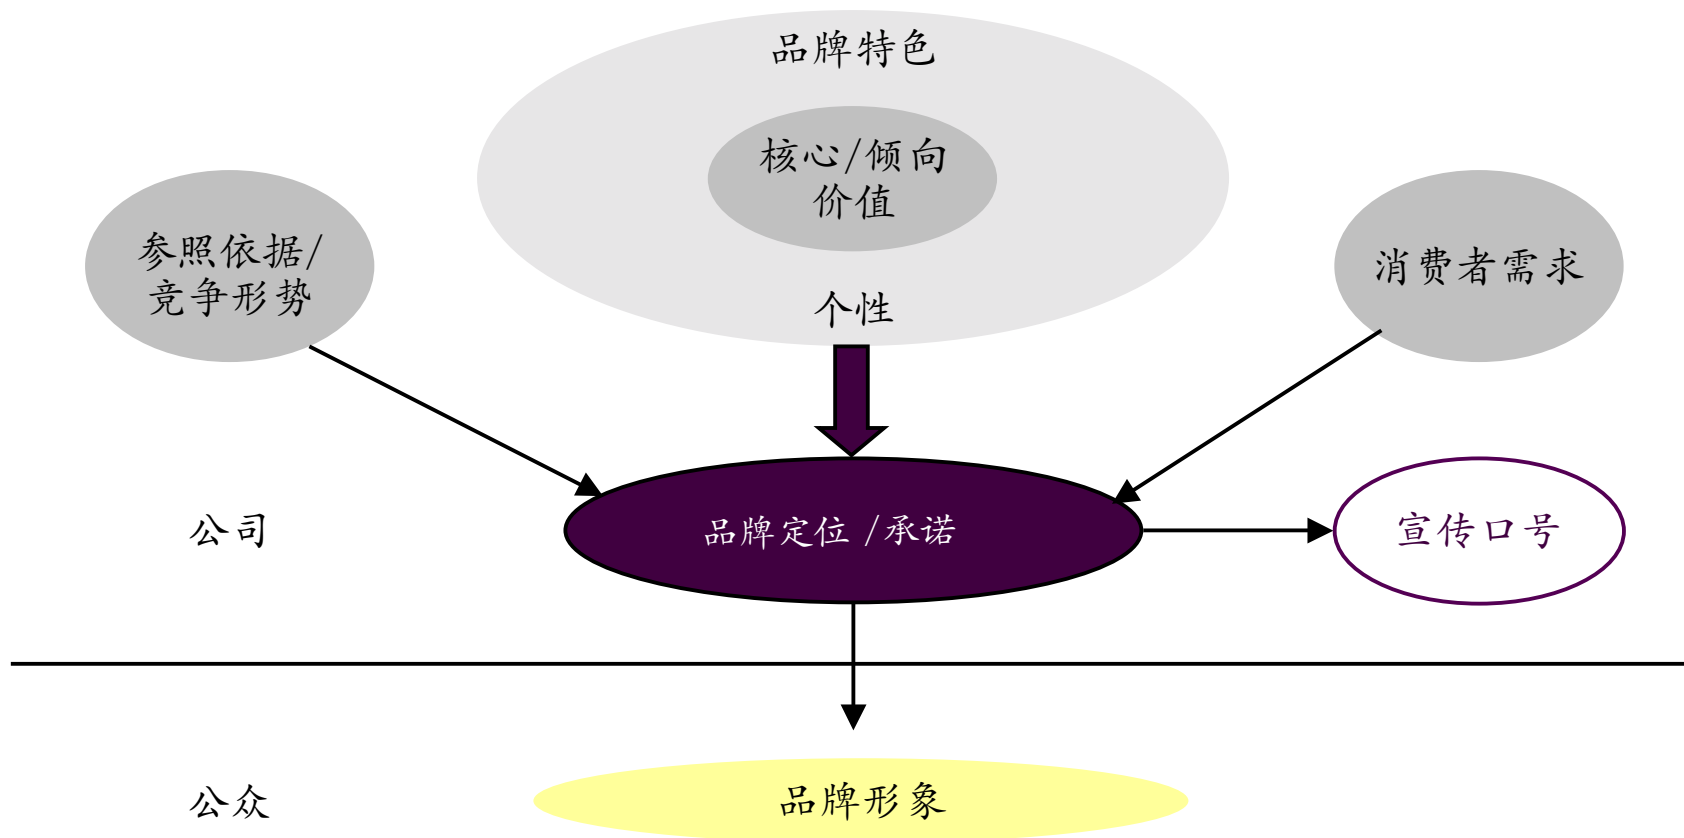 品牌特色
核心/倾向
价值
参照依据/
竞争形势
消费者需求
个性
公司
品牌定位 /承诺
宣传口号
公众
品牌形象